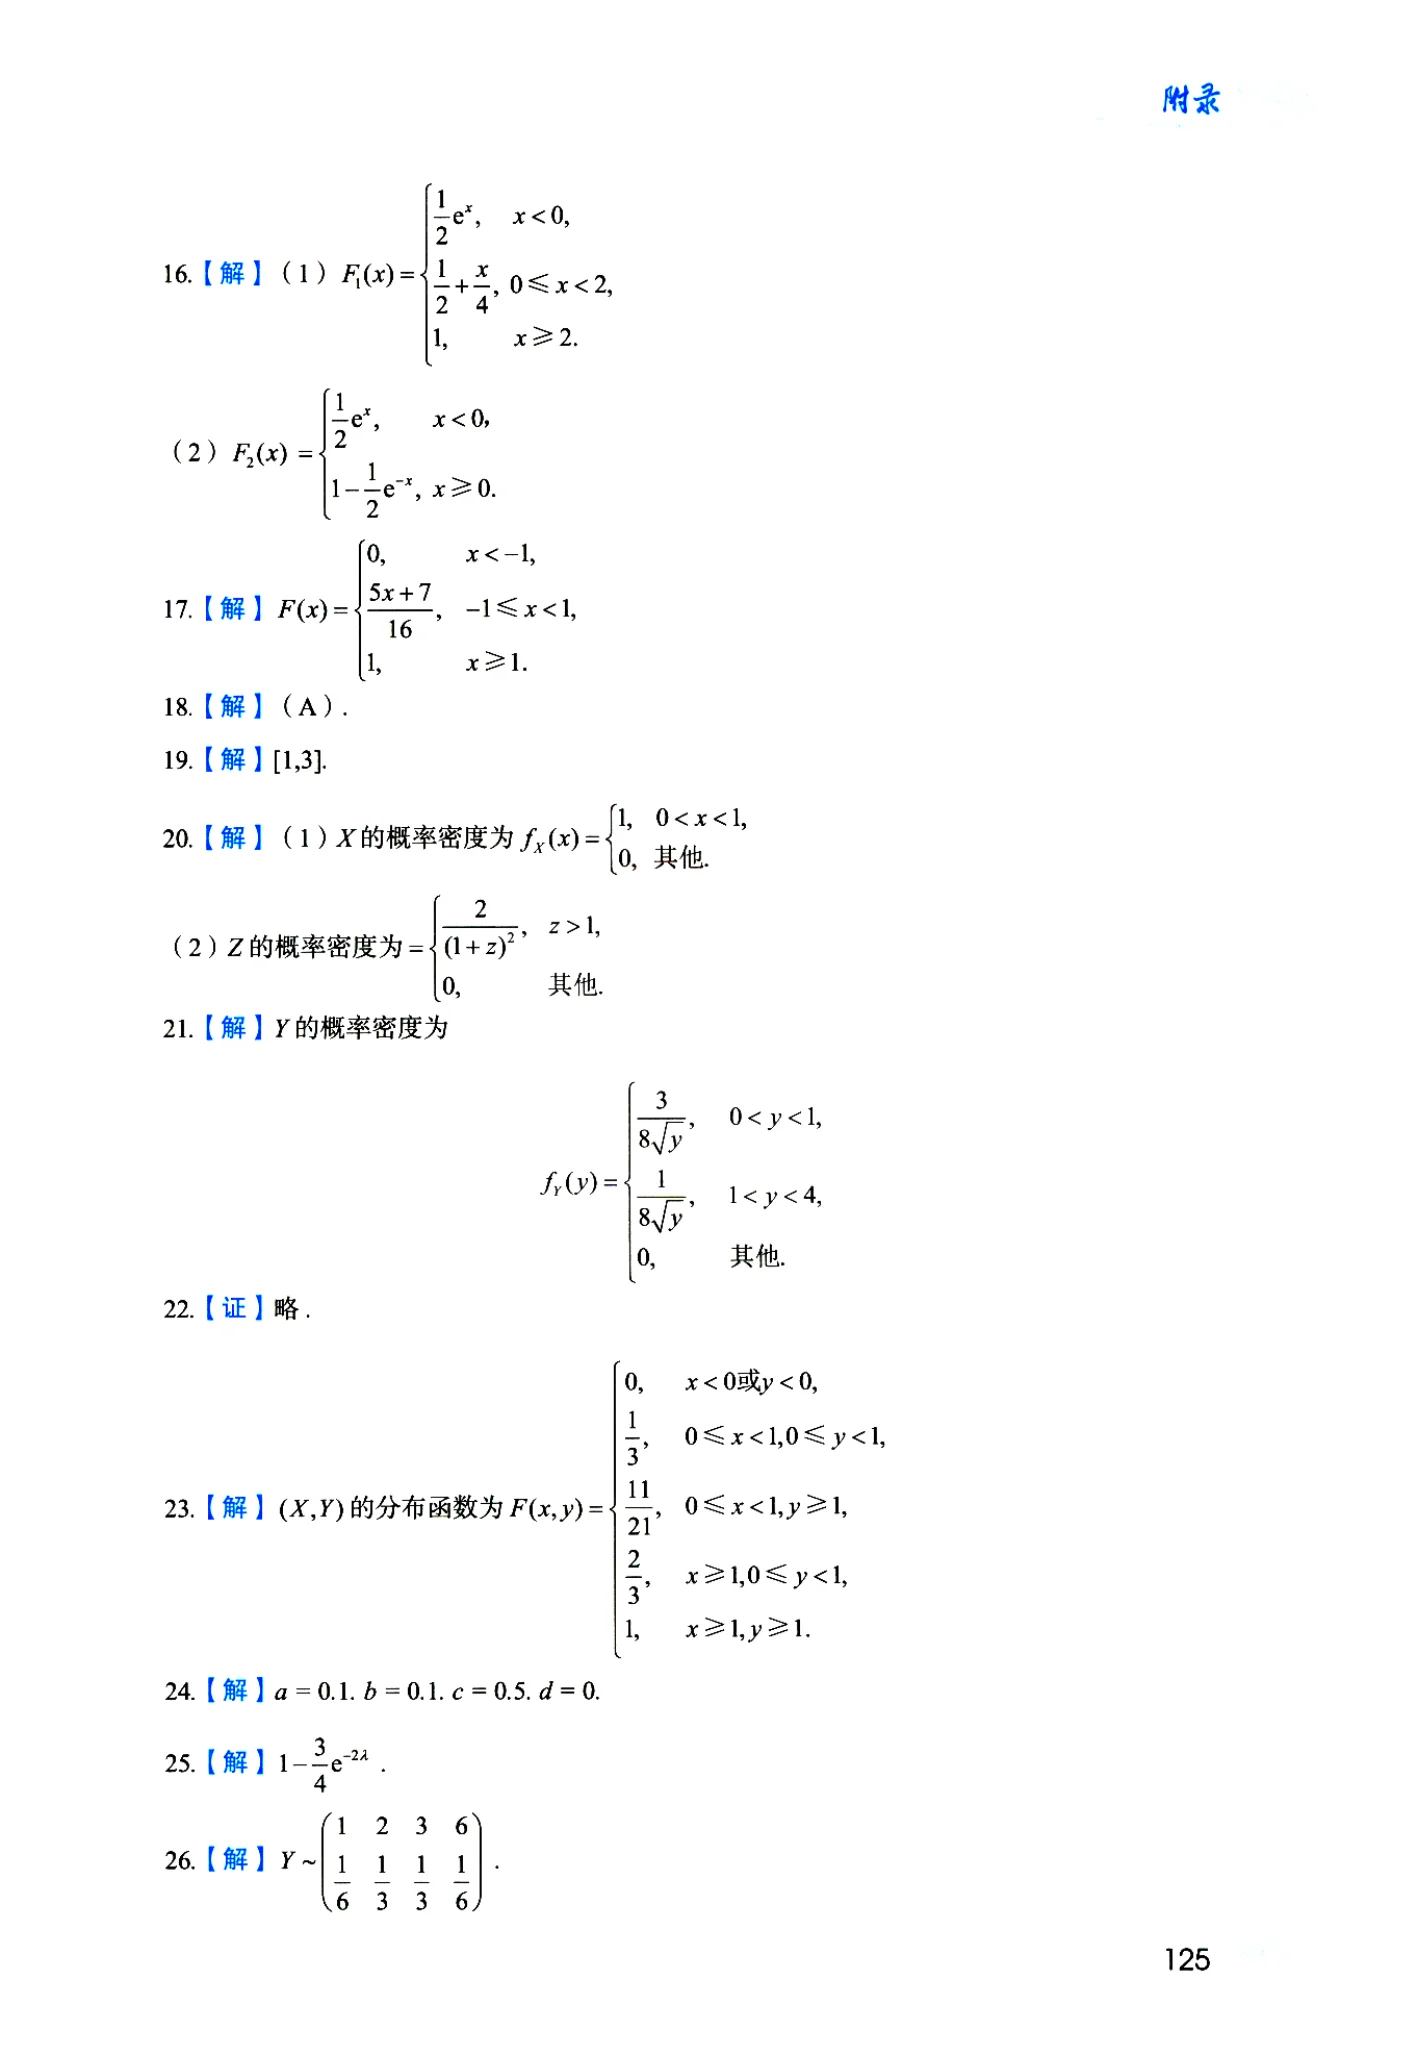 附录
16.【解】(1) $F_1(x)=\begin{cases}\frac{1}{2}e^x, & x<0,\\ \frac{1}{2}+\frac{x}{4}, & 0\leqslant x<2,\\ 1, & x\geqslant 2.\end{cases}$
(2) $F_2(x)=\begin{cases}\frac{1}{2}e^x, & x<0,\\ 1-\frac{1}{2}e^{-x}, & x\geqslant 0.\end{cases}$
17.【解】$F(x)=\begin{cases}0, & x<-1,\\ \frac{5x+7}{16}, & -1\leqslant x<1,\\ 1, & x\geqslant 1.\end{cases}$
18.【解】(A).
19.【解】[1,3].
20.【解】(1) X的概率密度为 $f_X(x)=\begin{cases}1, & 0<x<1,\\ 0, & 其他.\end{cases}$
(2) Z的概率密度为 $=\begin{cases}\frac{2}{(1+z)^2}, & z>1,\\ 0, & 其他.\end{cases}$
21.【解】Y的概率密度为
$f_Y(y)=\begin{cases}\frac{3}{8\sqrt{y}}, & 0<y<1,\\ \frac{1}{8\sqrt{y}}, & 1<y<4,\\ 0, & 其他.\end{cases}$
22.【证】略.
23.【解】(X,Y)的分布函数为 $F(x,y)=\begin{cases}0, & x<0或y<0,\\ \frac{1}{3}, & 0\leqslant x<1,0\leqslant y<1,\\ \frac{11}{21}, & 0\leqslant x<1,y\geqslant 1,\\ \frac{2}{3}, & x\geqslant 1,0\leqslant y<1,\\ 1, & x\geqslant 1,y\geqslant 1.\end{cases}$
24.【解】a = 0.1. b = 0.1. c = 0.5. d = 0.
25.【解】$1-\frac{3}{4}e^{-2\lambda}$ .
26.【解】$Y\sim\begin{pmatrix}1 & 2 & 3 & 6\\ \frac{1}{6} & \frac{1}{3} & \frac{1}{3} & \frac{1}{6}\end{pmatrix}$ .
125